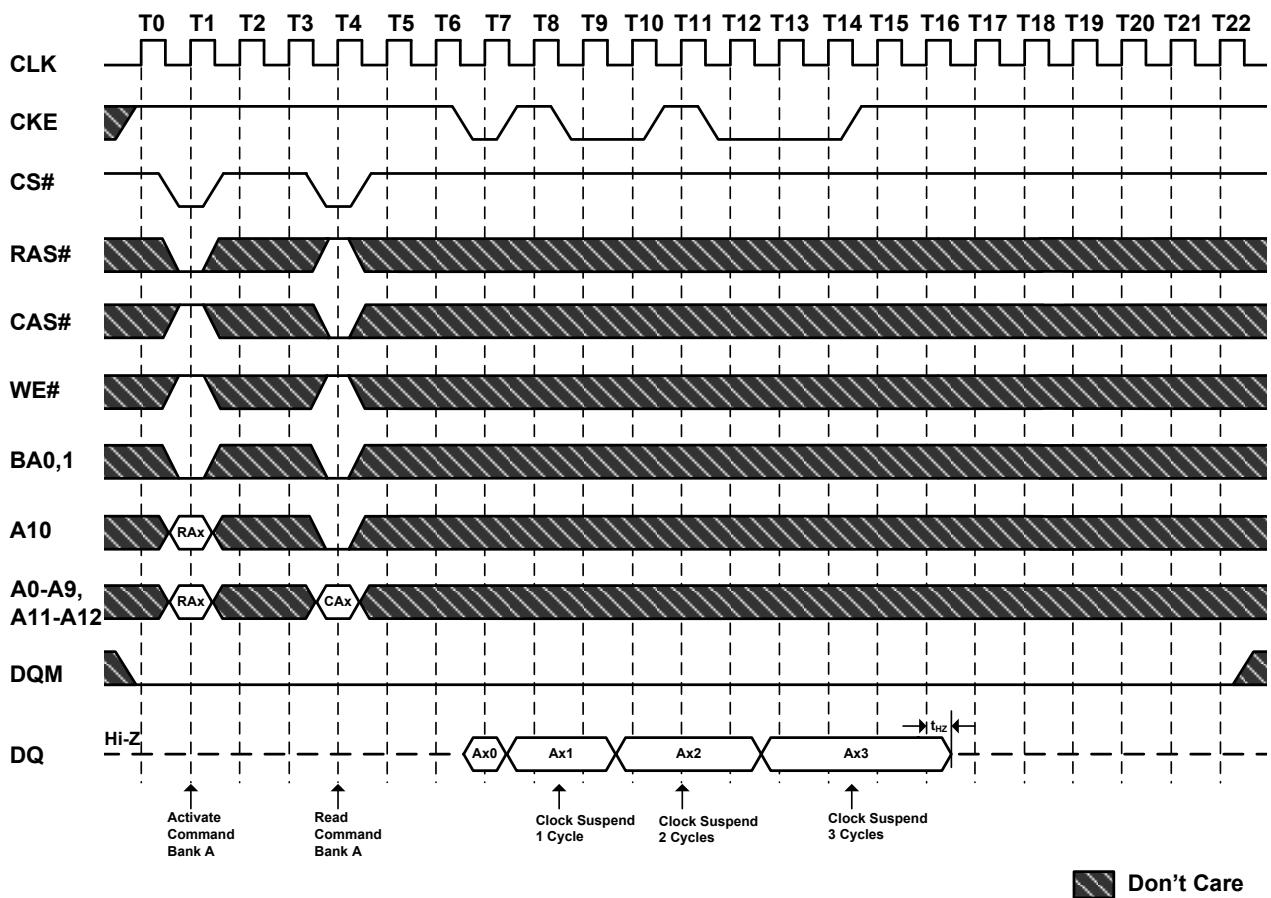 T0 T1 T2 T3 T4 T5 T6 T7 T8 T9 T10 T11 T12 T13 T14 T15 T16 T17 T18 T19 T20 T21 T22
CLK
CKE
CS#
RAS#
CAS#
WE#
BA0,1
A10
RAx
A0-A9,
A11-A12
RAx
CAx
DQM
DQ
Hi-Z
Ax0
Ax1
Ax2
Ax3
tHZ
Activate
Command
Bank A
Read
Command
Bank A
Clock Suspend
1 Cycle
Clock Suspend
2 Cycles
Clock Suspend
3 Cycles
Don't Care